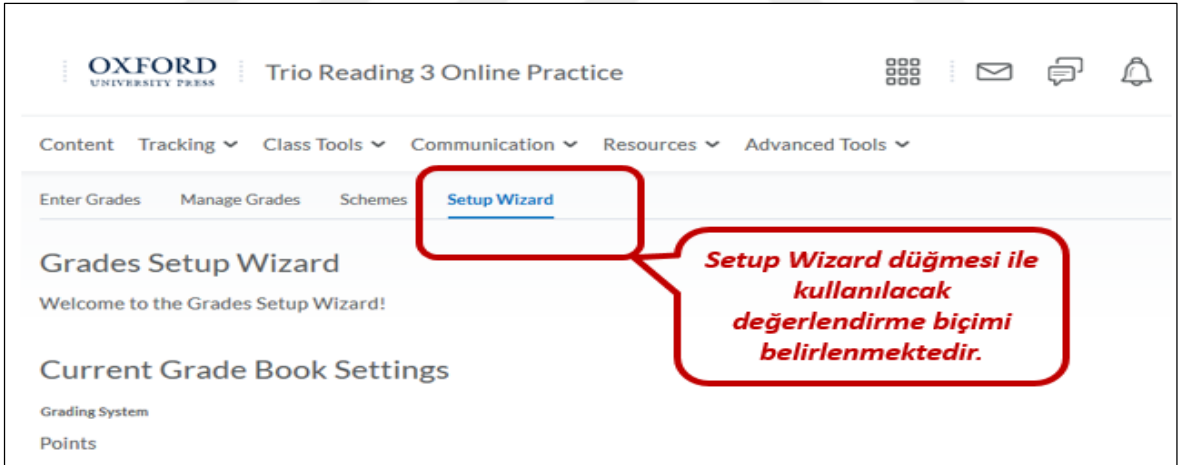 OXFORD
UNIVERSITY PRESS
Trio Reading 3 Online Practice
Content Tracking Class Tools Communication Resources Advanced Tools
Enter Grades Manage Grades Schemes Setup Wizard
Grades Setup Wizard
Welcome to the Grades Setup Wizard!
Setup Wizard düğmesi ile
kullanılacak
değerlendirme biçimi
belirlenmektedir.
Current Grade Book Settings
Grading System
Points